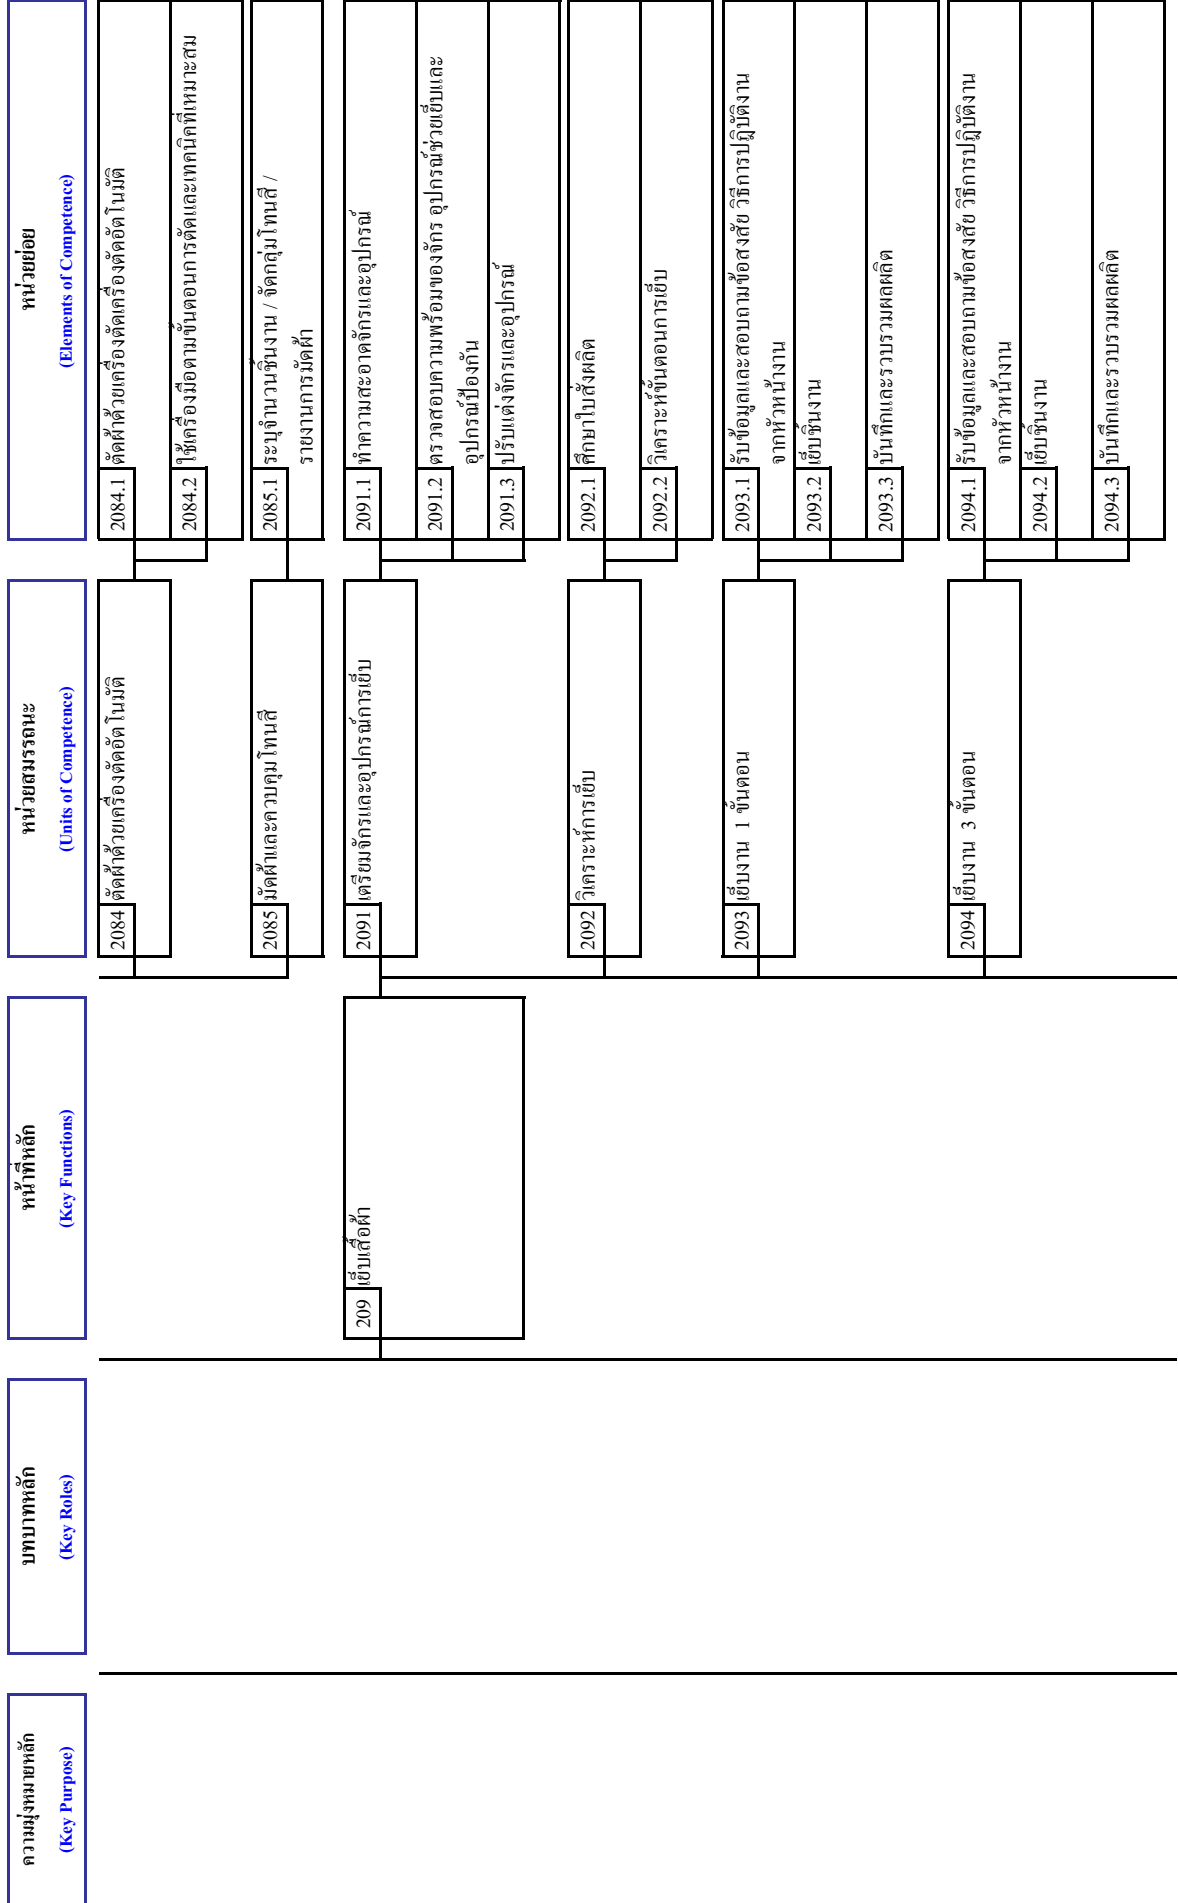 ความมุ่งหมายหลัก
(Key Purpose)
บทบาทหลัก
(Key Roles)
หน้าที่หลัก
(Key Functions)
หน่วยสมรรถนะ
(Units of Competence)
หน่วยย่อย
(Elements of Competence)
2084 ตัดผ้าด้วยเครื่องตัดอัตโนมัติ
2084.1 ตัดผ้าด้วยเครื่องตัดเครื่องตัดอัตโนมัติ
2084.2 ใช้เครื่องมือตามขั้นตอนการตัดและเทคนิคที่เหมาะสม
2085 มัดผ้าและควบคุมโทนสี
2085.1 ระบุจำนวนชิ้นงาน / จัดกลุ่มโทนสี /
รายงานการมัดผ้า
209 เย็บเสื้อผ้า
2091 เตรียมจักรและอุปกรณ์การเย็บ
2091.1 ทำความสะอาดจักรและอุปกรณ์
2091.2 ตรวจสอบความพร้อมของจักร อุปกรณ์ช่วยเย็บและ
อุปกรณ์ป้องกัน
2091.3 ปรับแต่งจักรและอุปกรณ์
2092 วิเคราะห์การเย็บ
2092.1 ศึกษาใบสั่งผลิต
2092.2 วิเคราะห์ขั้นตอนการเย็บ
2093 เย็บงาน 1 ขั้นตอน
2093.1 รับข้อมูลและสอบถามข้อสงสัย วิธีการปฏิบัติงาน
จากหัวหน้างาน
2093.2 เย็บชิ้นงาน
2093.3 บันทึกและรวบรวมผลผลิต
2094 เย็บงาน 3 ขั้นตอน
2094.1 รับข้อมูลและสอบถามข้อสงสัย วิธีการปฏิบัติงาน
จากหัวหน้างาน
2094.2 เย็บชิ้นงาน
2094.3 บันทึกและรวบรวมผลผลิต